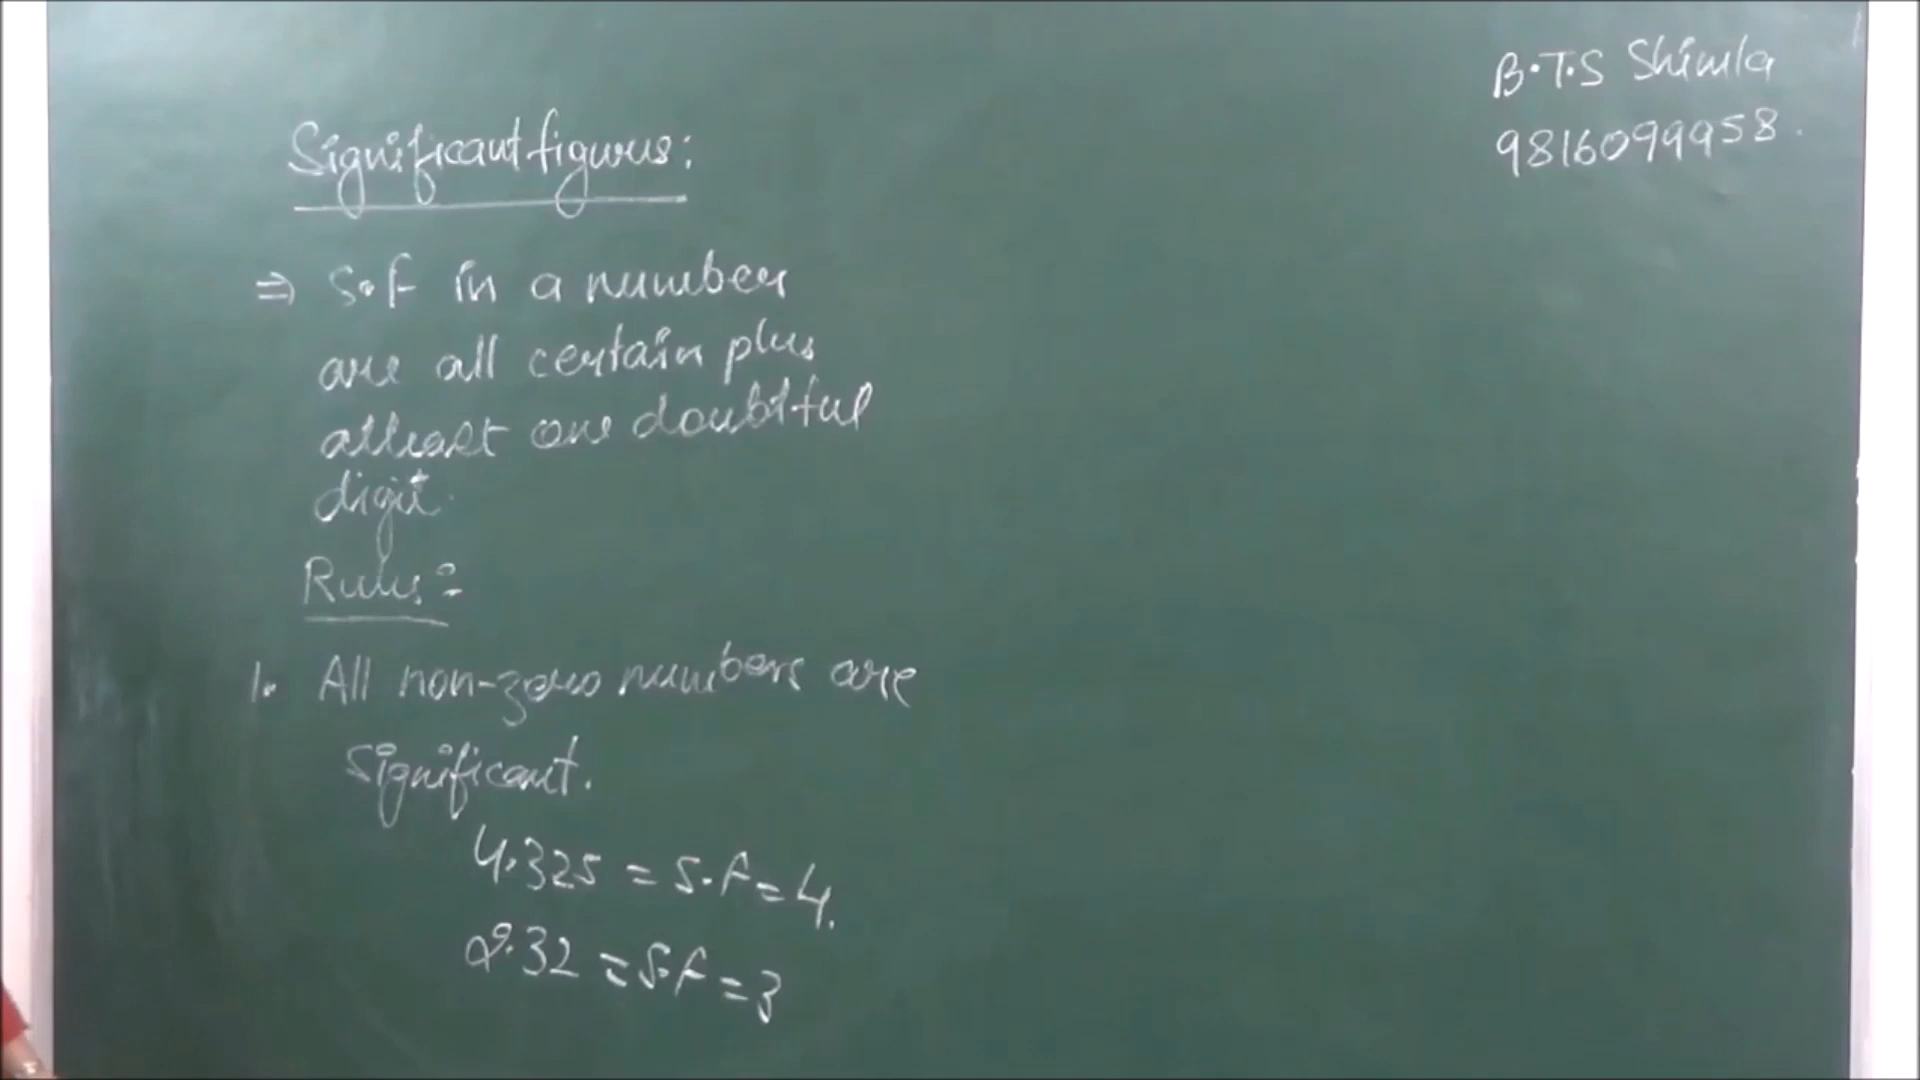 B.T.S Shimla
9816099958.
Significant figures:
⇒ S.F in a number
are all certain plus
atleast one doubtful
digit.
Rules:
1. All non-zero numbers are
significant.
4.325 = S.F = 4.
8.32 = S.F = 3